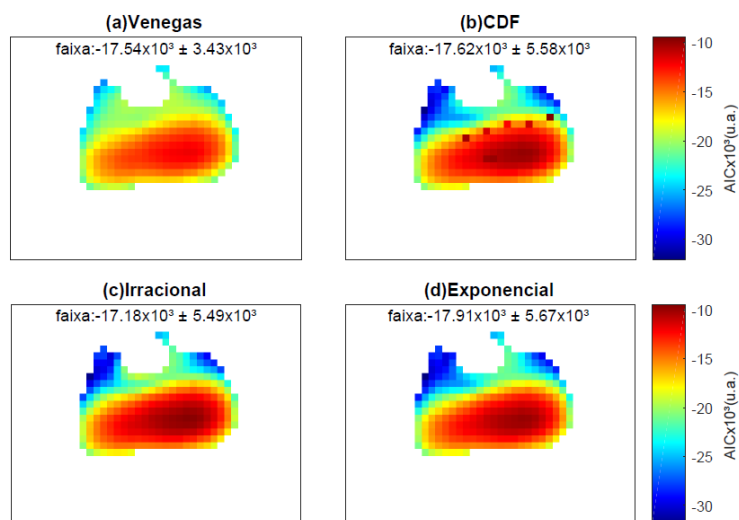 (a)Venegas
faixa:-17.54x10³ ± 3.43x10³
(b)CDF
faixa:-17.62x10³ ± 5.58x10³
-10
-15
-20
-25
-30
AICx10³(u.a.)
(c)Irracional
faixa:-17.18x10³ ± 5.49x10³
(d)Exponencial
faixa:-17.91x10³ ± 5.67x10³
-10
-15
-20
-25
-30
AICx10³(u.a.)